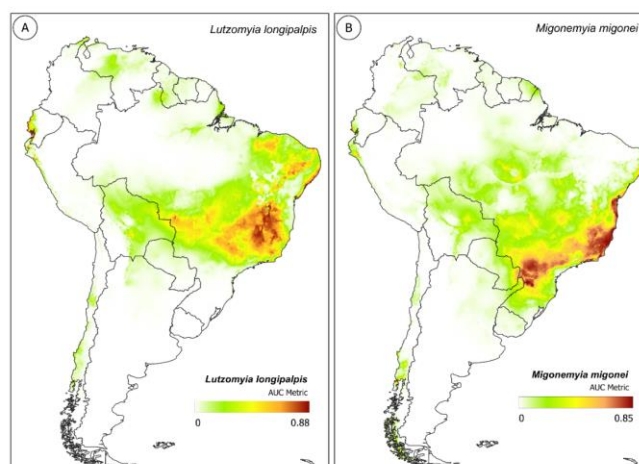 A
Lutzomyia longipalpis
B
Migonemyia migonei
Lutzomyia longipalpis
AUC Metric
0 0.88
Migonemyia migonei
AUC Metric
0 0.85